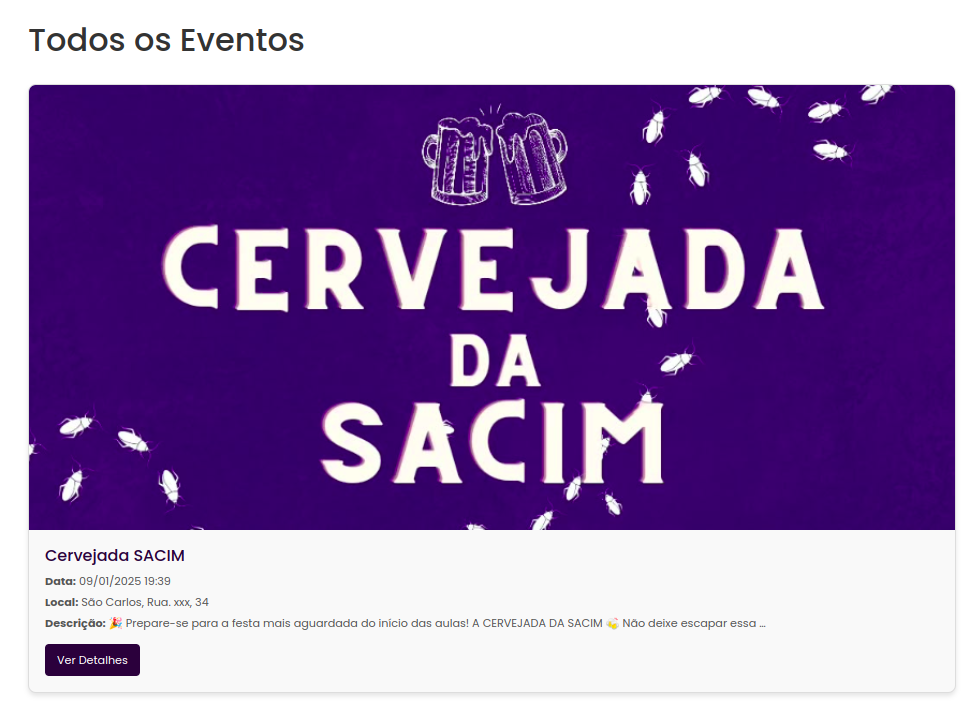 Todos os Eventos
CERVEJADA
DA
SACIM
Cervejada SACIM
Data: 09/01/2025 19:39
Local: São Carlos, Rua. xxx, 34
Descrição: 🎉 Prepare-se para a festa mais aguardada do início das aulas! A CERVEJADA DA SACIM 🍻 Não deixe escapar essa ...
Ver Detalhes